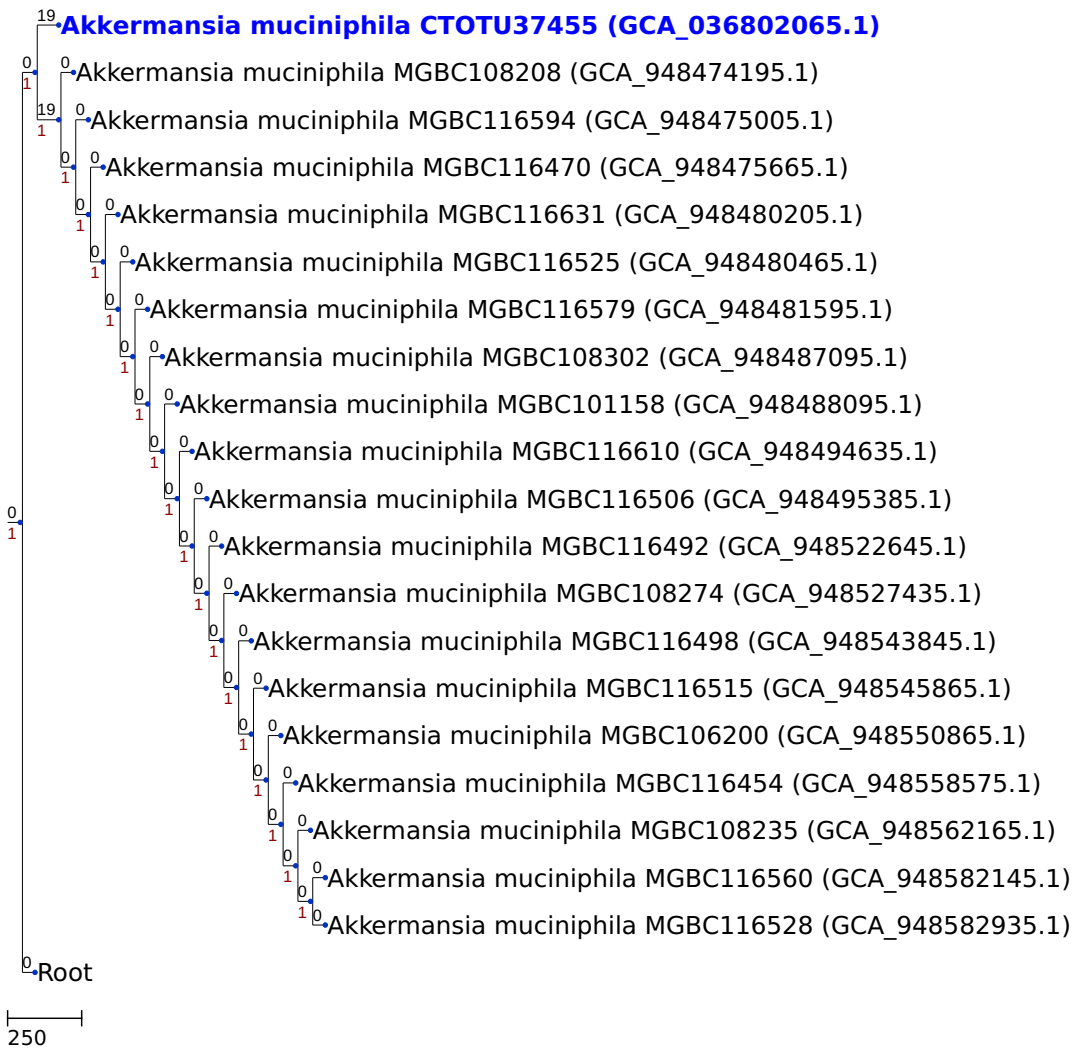 19
Akkermansia muciniphila CTOTU37455 (GCA_036802065.1)
0
1
0
Akkermansia muciniphila MGBC108208 (GCA_948474195.1)
19
1
0
Akkermansia muciniphila MGBC116594 (GCA_948475005.1)
0
1
0
Akkermansia muciniphila MGBC116470 (GCA_948475665.1)
0
1
0
Akkermansia muciniphila MGBC116631 (GCA_948480205.1)
0
1
0
Akkermansia muciniphila MGBC116525 (GCA_948480465.1)
0
1
0
Akkermansia muciniphila MGBC116579 (GCA_948481595.1)
0
1
0
Akkermansia muciniphila MGBC108302 (GCA_948487095.1)
0
1
0
Akkermansia muciniphila MGBC101158 (GCA_948488095.1)
0
1
0
Akkermansia muciniphila MGBC116610 (GCA_948494635.1)
0
1
0
Akkermansia muciniphila MGBC116506 (GCA_948495385.1)
0
1
0
Akkermansia muciniphila MGBC116492 (GCA_948522645.1)
0
1
0
Akkermansia muciniphila MGBC108274 (GCA_948527435.1)
0
1
0
Akkermansia muciniphila MGBC116498 (GCA_948543845.1)
0
1
0
Akkermansia muciniphila MGBC116515 (GCA_948545865.1)
0
1
0
Akkermansia muciniphila MGBC106200 (GCA_948550865.1)
0
1
0
Akkermansia muciniphila MGBC116454 (GCA_948558575.1)
0
1
0
Akkermansia muciniphila MGBC108235 (GCA_948562165.1)
0
1
0
Akkermansia muciniphila MGBC116560 (GCA_948582145.1)
0
1
0
Akkermansia muciniphila MGBC116528 (GCA_948582935.1)
0
1
0
Root
250